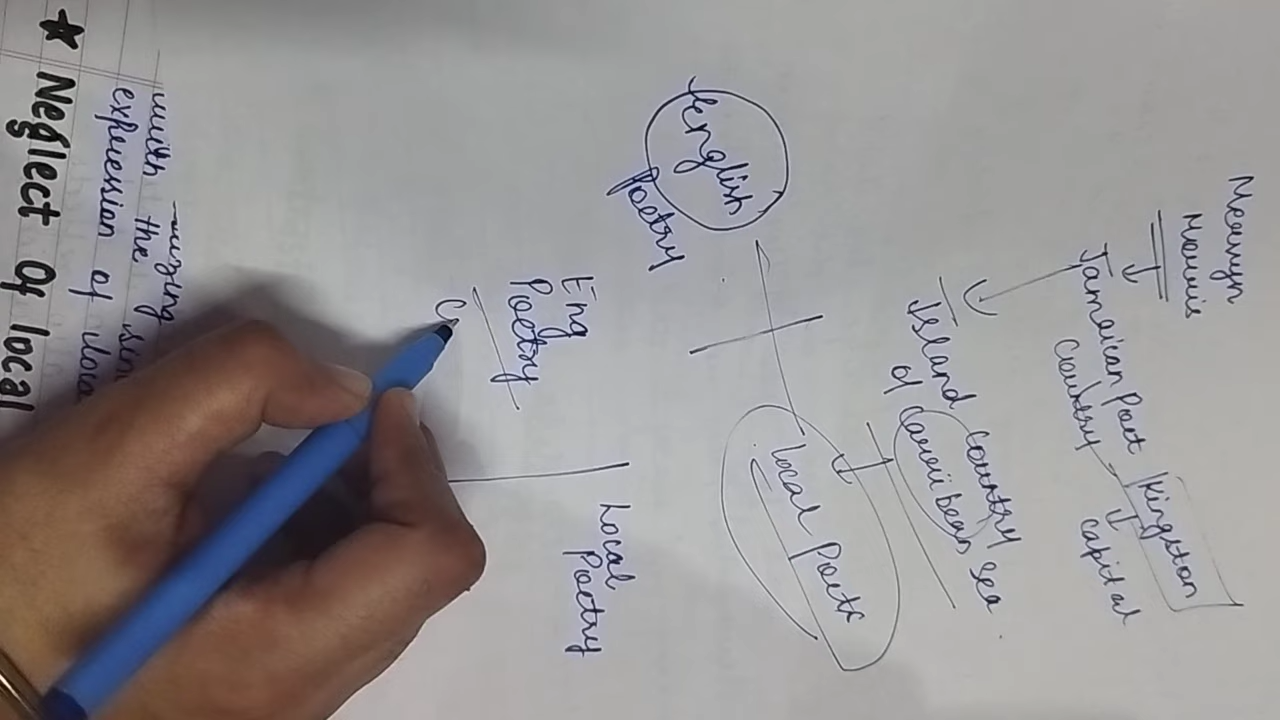 Mervyn
Morris
Jamaican Poet
Country
Kingston
capital
Island Country
of Carribean Sea
English
Poetry
Local Poets
Eng
Poetry
Local
Poetry
C
with the
expression of
★ Neglect Of local